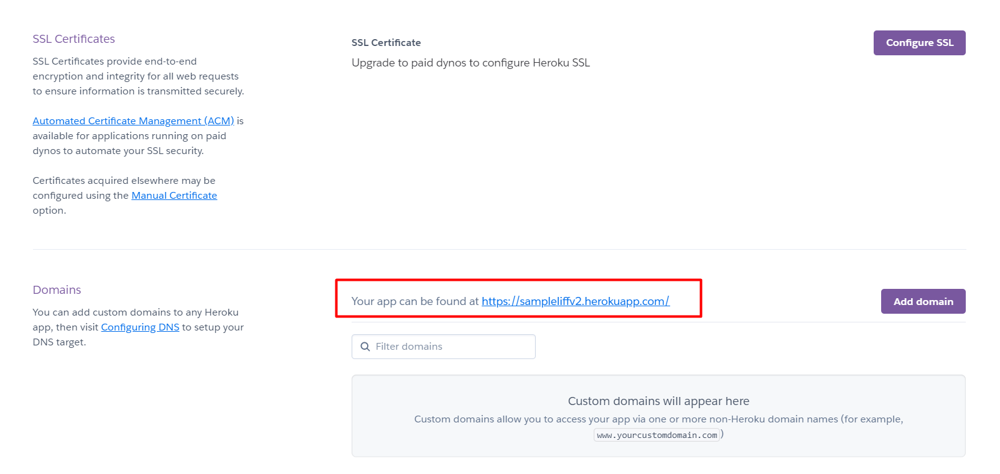 SSL Certificates
SSL Certificates provide end-to-end
encryption and integrity for all web requests
to ensure information is transmitted securely.
Automated Certificate Management (ACM) is
available for applications running on paid
dynos to automate your SSL security.
Certificates acquired elsewhere may be
configured using the Manual Certificate
option.
SSL Certificate
Upgrade to paid dynos to configure Heroku SSL
Configure SSL
Domains
You can add custom domains to any Heroku
app, then visit Configuring DNS to setup your
DNS target.
Your app can be found at https://sampleliffv2.herokuapp.com/
Add domain
Filter domains
Custom domains will appear here
Custom domains allow you to access your app via one or more non-Heroku domain names (for example,
www.yourcustomdomain.com)